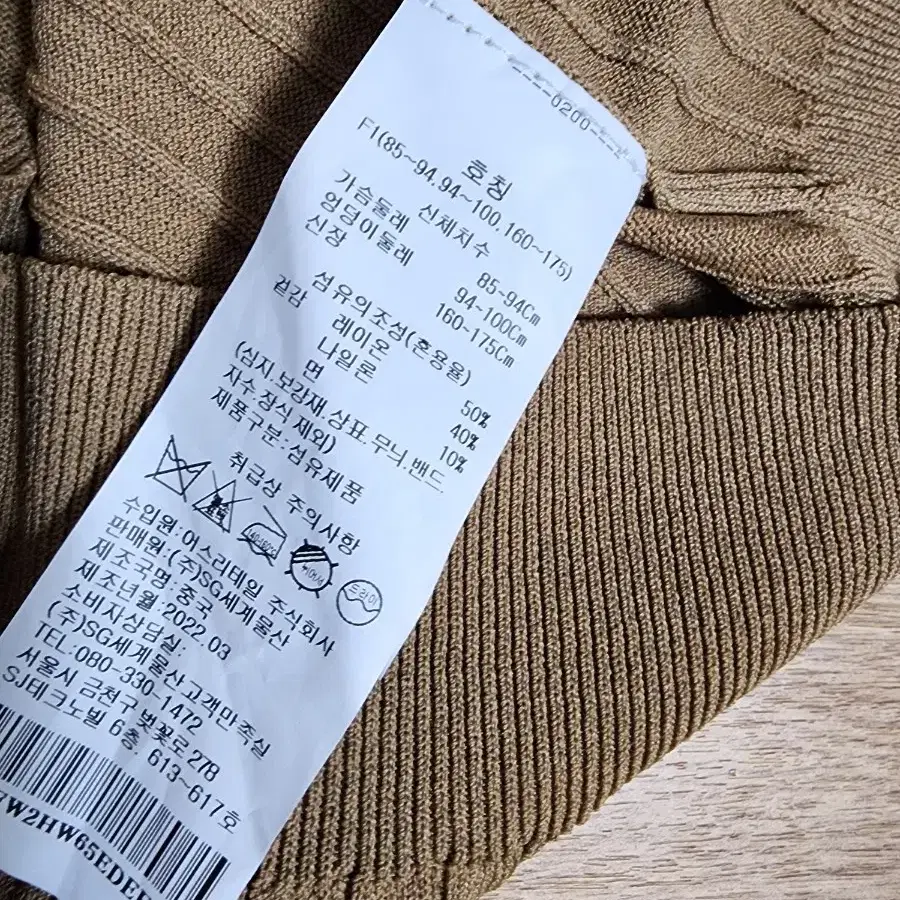 ---0200---
호칭
FI(85~94,94~100,160~175)
신체치수
가슴둘레 85-94Cm
엉덩이둘레 94-100Cm
신장 160-175Cm
섬유의조성(혼용율)
겉감 레이온 50%
나일론 40%
면 10%
(심지,보강재,상표,무늬,밴드,
자수,장식 제외)
제품구분:섬유제품
취급상 주의사항
드라이
수입원:아스리테일 주식회사
판매원:(주)SG세계물산
제조국명:중국
제조년월:2022.03
소비자상담실:
(주)SG세계물산고객만족실
TEL:080-330-1472
서울시 금천구 벚꽃로278
SJ테크노빌 6층, 613~617호
W2HW65EDE